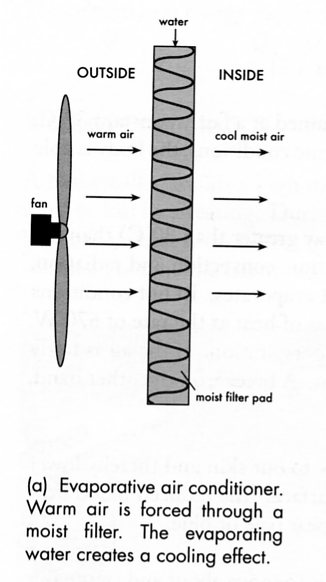 water
OUTSIDE INSIDE
warm air cool moist air
fan
moist filter pad
(a) Evaporative air conditioner.
Warm air is forced through a
moist filter. The evaporating
water creates a cooling effect.